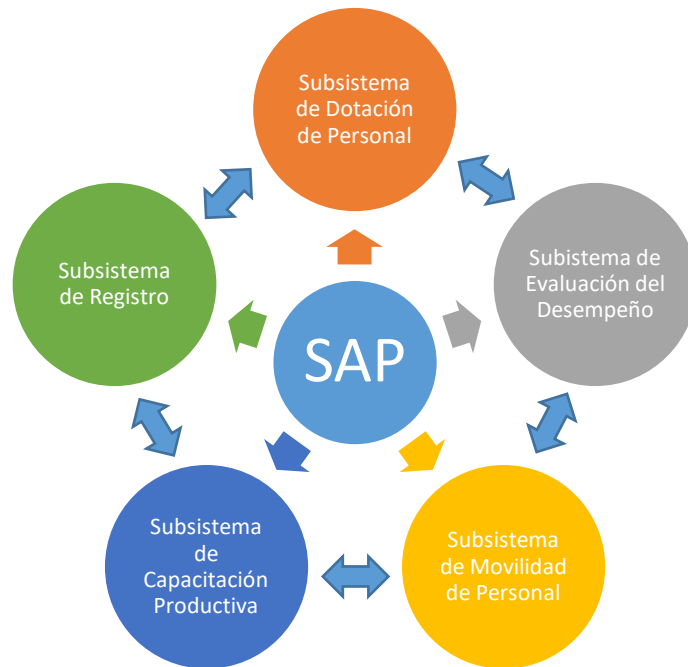 Subsistema
de Dotación
de Personal
Subistema de
Evaluación del
Desempeño
Subsistema
de Registro
SAP
Subsistema
de
Capacitación
Productiva
Subsistema
de Movilidad
de Personal